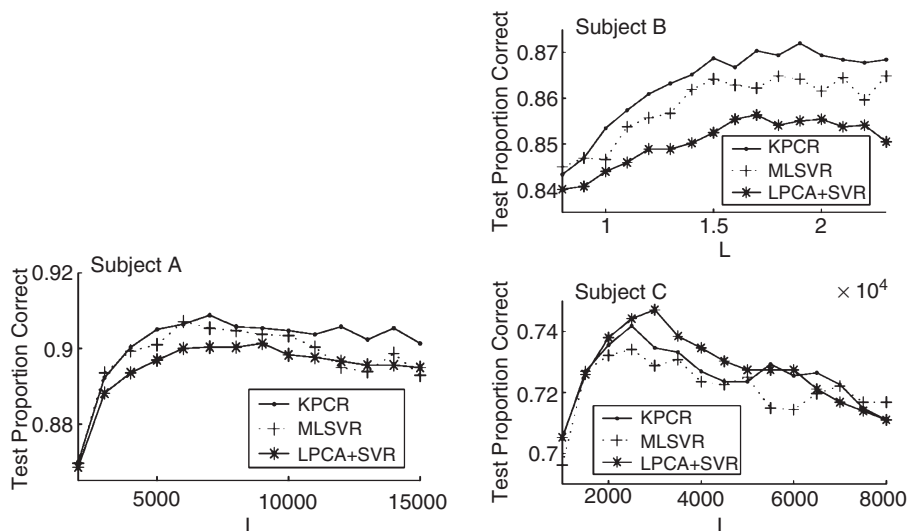 Subject B
Test Proportion Correct
0.87
0.86
0.85
0.84
KPCR
MLSVR
LPCA+SVR
1 1.5 2
L
× 10⁴
Subject A
Test Proportion Correct
0.92
0.9
0.88
KPCR
MLSVR
LPCA+SVR
5000 10000 15000
L
Subject C
Test Proportion Correct
0.74
0.72
0.7
KPCR
MLSVR
LPCA+SVR
2000 4000 6000 8000
L